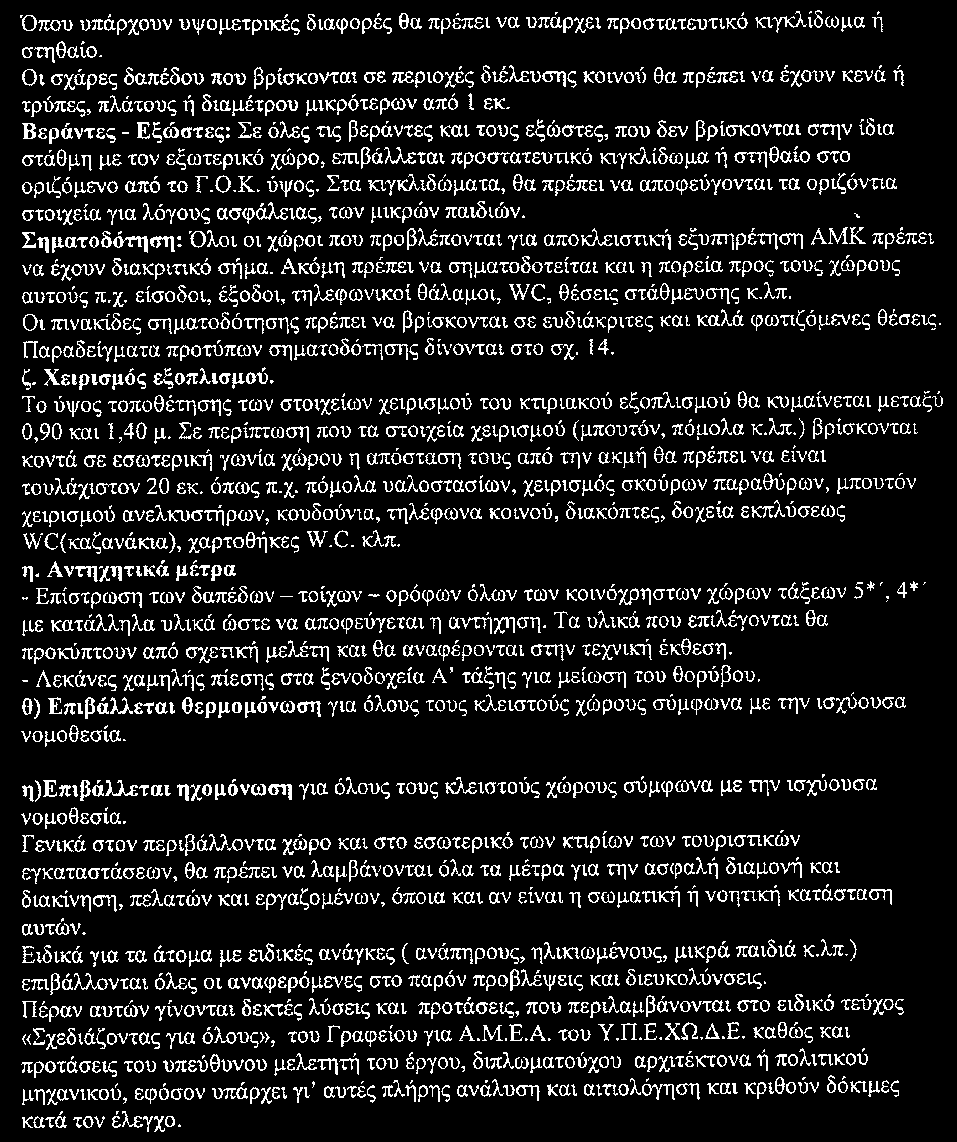 Όπου υπάρχουν υψομετρικές διαφορές θα πρέπει να υπάρχει προστατευτικό κιγκλίδωμα ή
στηθαίο.
Οι σχάρες δαπέδου που βρίσκονται σε περιοχές διέλευσης κοινού θα πρέπει να έχουν κενά ή
τρύπες, πλάτους ή διαμέτρου μικρότερων από 1 εκ.
Βεράντες - Εξώστες: Σε όλες τις βεράντες και τους εξώστες, που δεν βρίσκονται στην ίδια
στάθμη με τον εξωτερικό χώρο, επιβάλλεται προστατευτικό κιγκλίδωμα ή στηθαίο στο
οριζόμενο από το Γ.Ο.Κ. ύψος. Στα κιγκλιδώματα, θα πρέπει να αποφεύγονται τα οριζόντια
στοιχεία για λόγους ασφάλειας, των μικρών παιδιών.
Σηματοδότηση: Όλοι οι χώροι που προβλέπονται για αποκλειστική εξυπηρέτηση ΑΜΚ πρέπει
να έχουν διακριτικό σήμα. Ακόμη πρέπει να σηματοδοτείται και η πορεία προς τους χώρους
αυτούς π.χ. είσοδοι, έξοδοι, τηλεφωνικοί θάλαμοι, WC, θέσεις στάθμευσης κ.λπ.
Οι πινακίδες σηματοδότησης πρέπει να βρίσκονται σε ευδιάκριτες και καλά φωτιζόμενες θέσεις.
Παραδείγματα προτύπων σηματοδότησης δίνονται στο σχ. 14.
ζ. Χειρισμός εξοπλισμού.
Το ύψος τοποθέτησης των στοιχείων χειρισμού του κτιριακού εξοπλισμού θα κυμαίνεται μεταξύ
0,90 και 1,40 μ. Σε περίπτωση που τα στοιχεία χειρισμού (μπουτόν, πόμολα κ.λπ.) βρίσκονται
κοντά σε εσωτερική γωνία χώρου η απόσταση τους από την ακμή θα πρέπει να είναι
τουλάχιστον 20 εκ. όπως π.χ. πόμολα υαλοστασίων, χειρισμός σκούρων παραθύρων, μπουτόν
χειρισμού ανελκυστήρων, κουδούνια, τηλέφωνα κοινού, διακόπτες, δοχεία εκπλύσεως
WC(καζανάκια), χαρτοθήκες W.C. κλπ.
η. Αντηχητικά μέτρα
- Επίστρωση των δαπέδων – τοίχων – ορόφων όλων των κοινόχρηστων χώρων τάξεων 5*΄, 4*΄
με κατάλληλα υλικά ώστε να αποφεύγεται η αντήχηση. Τα υλικά που επιλέγονται θα
προκύπτουν από σχετική μελέτη και θα αναφέρονται στην τεχνική έκθεση.
- Λεκάνες χαμηλής πίεσης στα ξενοδοχεία Α’ τάξης για μείωση του θορύβου.
θ) Επιβάλλεται θερμομόνωση για όλους τους κλειστούς χώρους σύμφωνα με την ισχύουσα
νομοθεσία.
η)Επιβάλλεται ηχομόνωση για όλους τους κλειστούς χώρους σύμφωνα με την ισχύουσα
νομοθεσία.
Γενικά στον περιβάλλοντα χώρο και στο εσωτερικό των κτιρίων των τουριστικών
εγκαταστάσεων, θα πρέπει να λαμβάνονται όλα τα μέτρα για την ασφαλή διαμονή και
διακίνηση, πελατών και εργαζομένων, όποια και αν είναι η σωματική ή νοητική κατάσταση
αυτών.
Ειδικά για τα άτομα με ειδικές ανάγκες ( ανάπηρους, ηλικιωμένους, μικρά παιδιά κ.λπ.)
επιβάλλονται όλες οι αναφερόμενες στο παρόν προβλέψεις και διευκολύνσεις.
Πέραν αυτών γίνονται δεκτές λύσεις και προτάσεις, που περιλαμβάνονται στο ειδικό τεύχος
«Σχεδιάζοντας για όλους», του Γραφείου για Α.Μ.Ε.Α. του Υ.Π.Ε.ΧΩ.Δ.Ε. καθώς και
προτάσεις του υπεύθυνου μελετητή του έργου, διπλωματούχου αρχιτέκτονα ή πολιτικού
μηχανικού, εφόσον υπάρχει γι’ αυτές πλήρης ανάλυση και αιτιολόγηση και κριθούν δόκιμες
κατά τον έλεγχο.